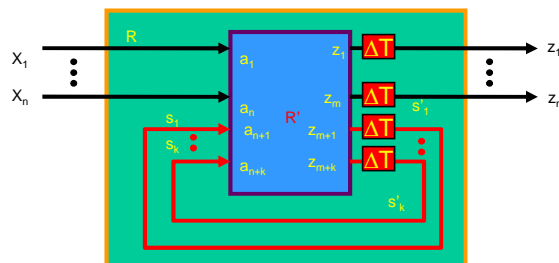 R
X1
a1
z1
ΔT
z1
Xn
an
zm
ΔT
s'1
s1
an+1
R'
zm+1
ΔT
sk
an+k
zm+k
ΔT
s'k